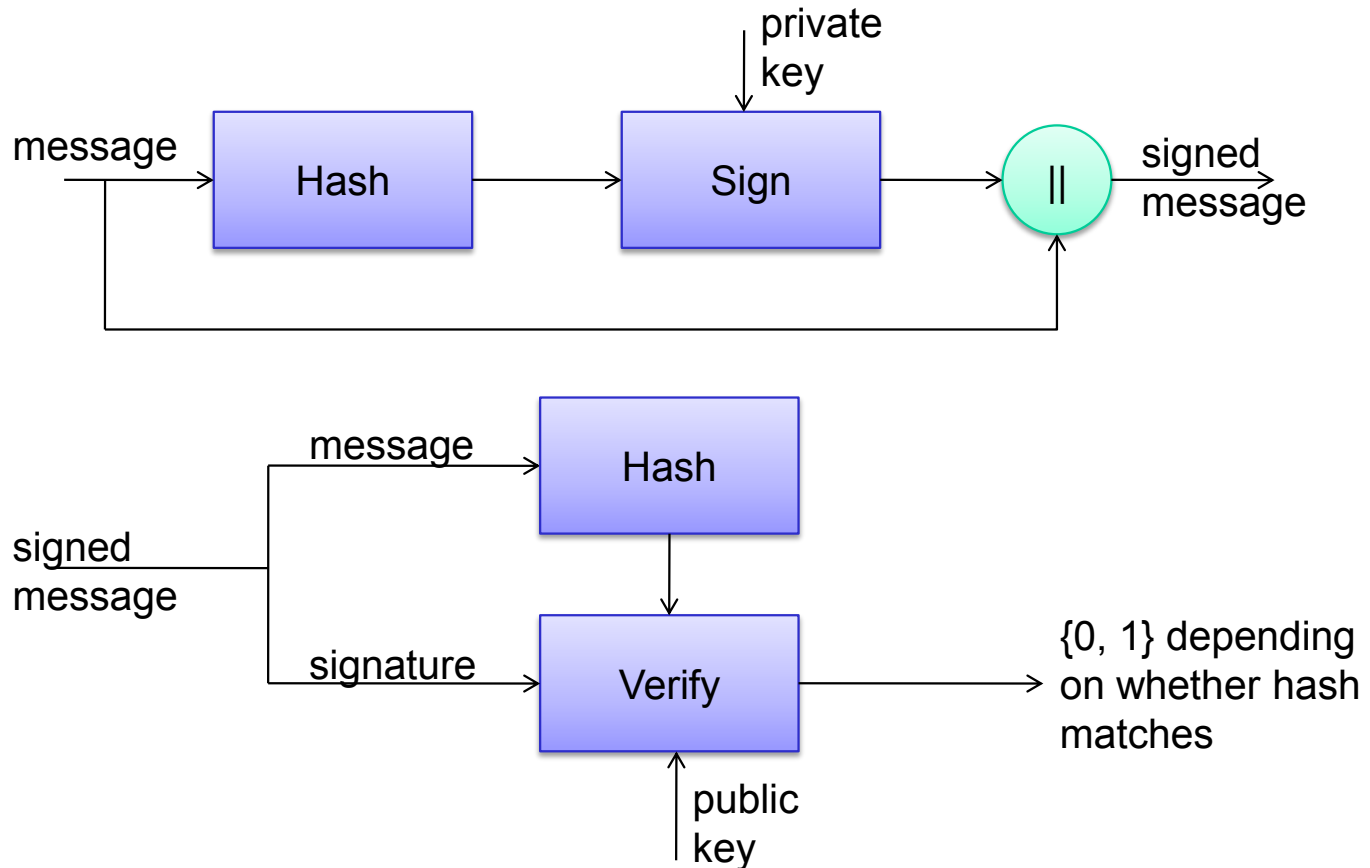 private
key
message
Hash
Sign
||
signed
message
message
Hash
signed
message
signature
Verify
{0, 1} depending
on whether hash
matches
public
key